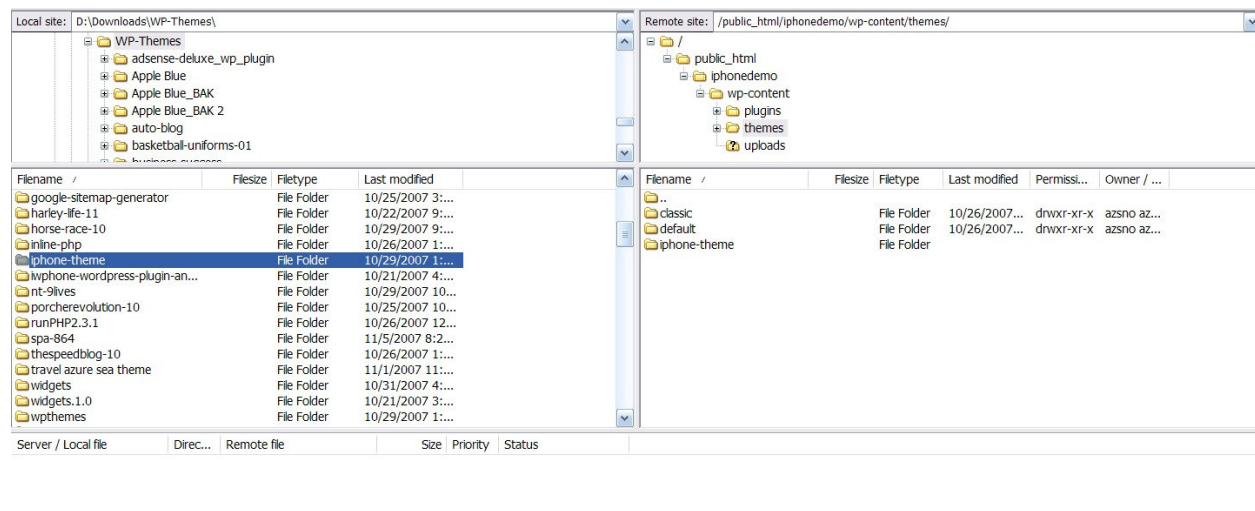 Local site: D:\Downloads\WP-Themes\
WP-Themes
adsense-deluxe_wp_plugin
Apple Blue
Apple Blue_BAK
Apple Blue_BAK 2
auto-blog
basketball-uniforms-01
business-success
Filename / Filesize Filetype Last modified
google-sitemap-generator File Folder 10/25/2007 3:...
harley-life-11 File Folder 10/22/2007 9:...
horse-race-10 File Folder 10/29/2007 9:...
inline-php File Folder 10/26/2007 1:...
iphone-theme File Folder 10/29/2007 1:...
iwphone-wordpress-plugin-an... File Folder 10/21/2007 4:...
nt-9lives File Folder 10/29/2007 10...
porcherevolution-10 File Folder 10/25/2007 10...
runPHP2.3.1 File Folder 10/26/2007 12...
spa-864 File Folder 11/5/2007 8:2...
thespeedblog-10 File Folder 10/26/2007 1:...
travel azure sea theme File Folder 11/1/2007 11:...
widgets File Folder 10/31/2007 4:...
widgets.1.0 File Folder 10/21/2007 3:...
wpthemes File Folder 10/29/2007 1:...
Remote site: /public_html/iphonedemo/wp-content/themes/
/
public_html
iphonedemo
wp-content
plugins
themes
uploads
Filename / Filesize Filetype Last modified Permissi... Owner / ...
..
classic File Folder 10/26/2007... drwxr-xr-x azsno az...
default File Folder 10/26/2007... drwxr-xr-x azsno az...
iphone-theme File Folder
Server / Local file Direc... Remote file Size Priority Status